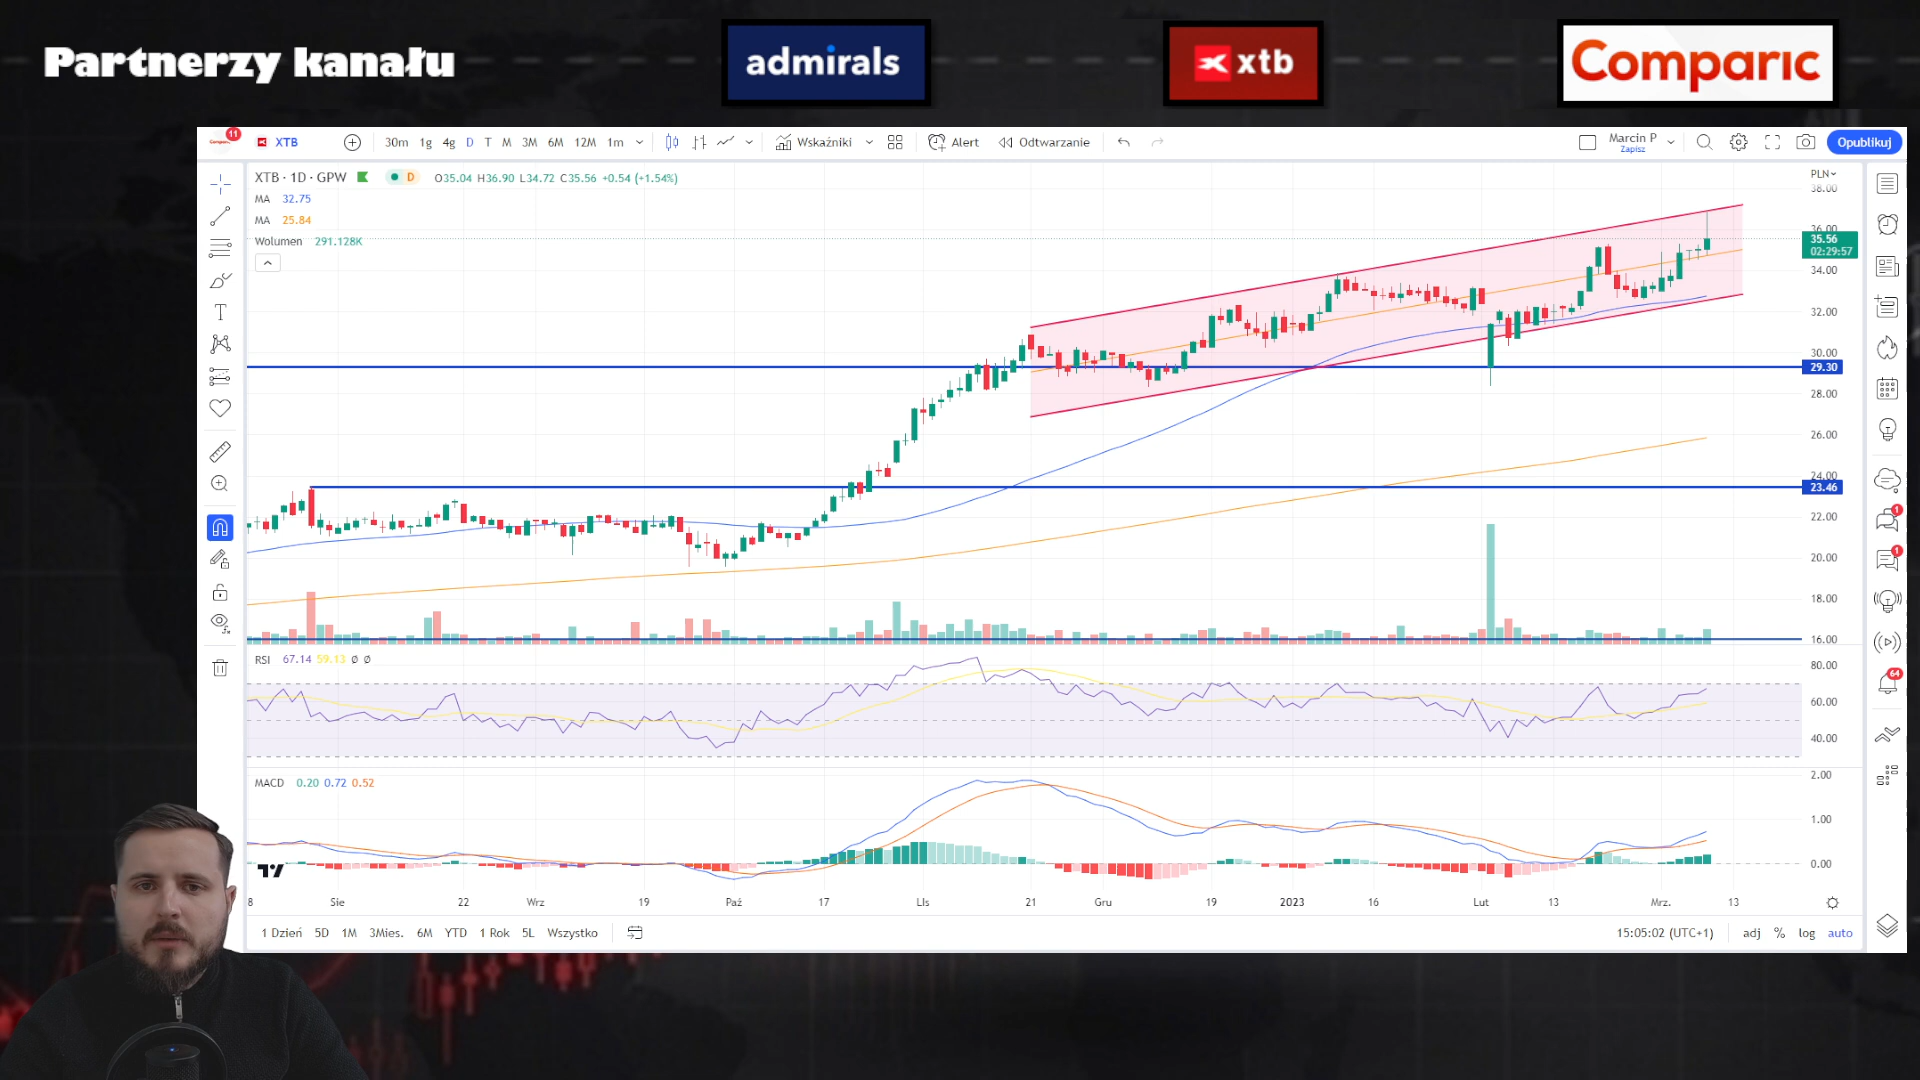 Partnerzy kanału
admirals
xtb
Comparic
11
XTB
30m 1g 4g D T M 3M 6M 12M 1m
Wskaźniki
Alert
Odtwarzanie
Marcin P
Zapisz
Opublikuj
XTB · 1D · GPW
D
O35.04 H36.90 L34.72 C35.56 +0.54 (+1.54%)
MA 32.75
MA 25.84
Wolumen 291.128K
PLN
38.00
36.00
35.56
02:29:57
34.00
32.00
30.00
29.30
28.00
26.00
24.00
23.46
22.00
20.00
18.00
16.00
1
1
64
RSI 67.14 59.13 Ø Ø
80.00
60.00
40.00
MACD 0.20 0.72 0.52
2.00
1.00
0.00
8 Sie 22 Wrz 19 Paź 17 Lis 21 Gru 19 2023 16 Lut 13 Mrz. 13
1 Dzień 5D 1M 3Mies. 6M YTD 1 Rok 5L Wszystko
15:05:02 (UTC+1)
adj % log auto